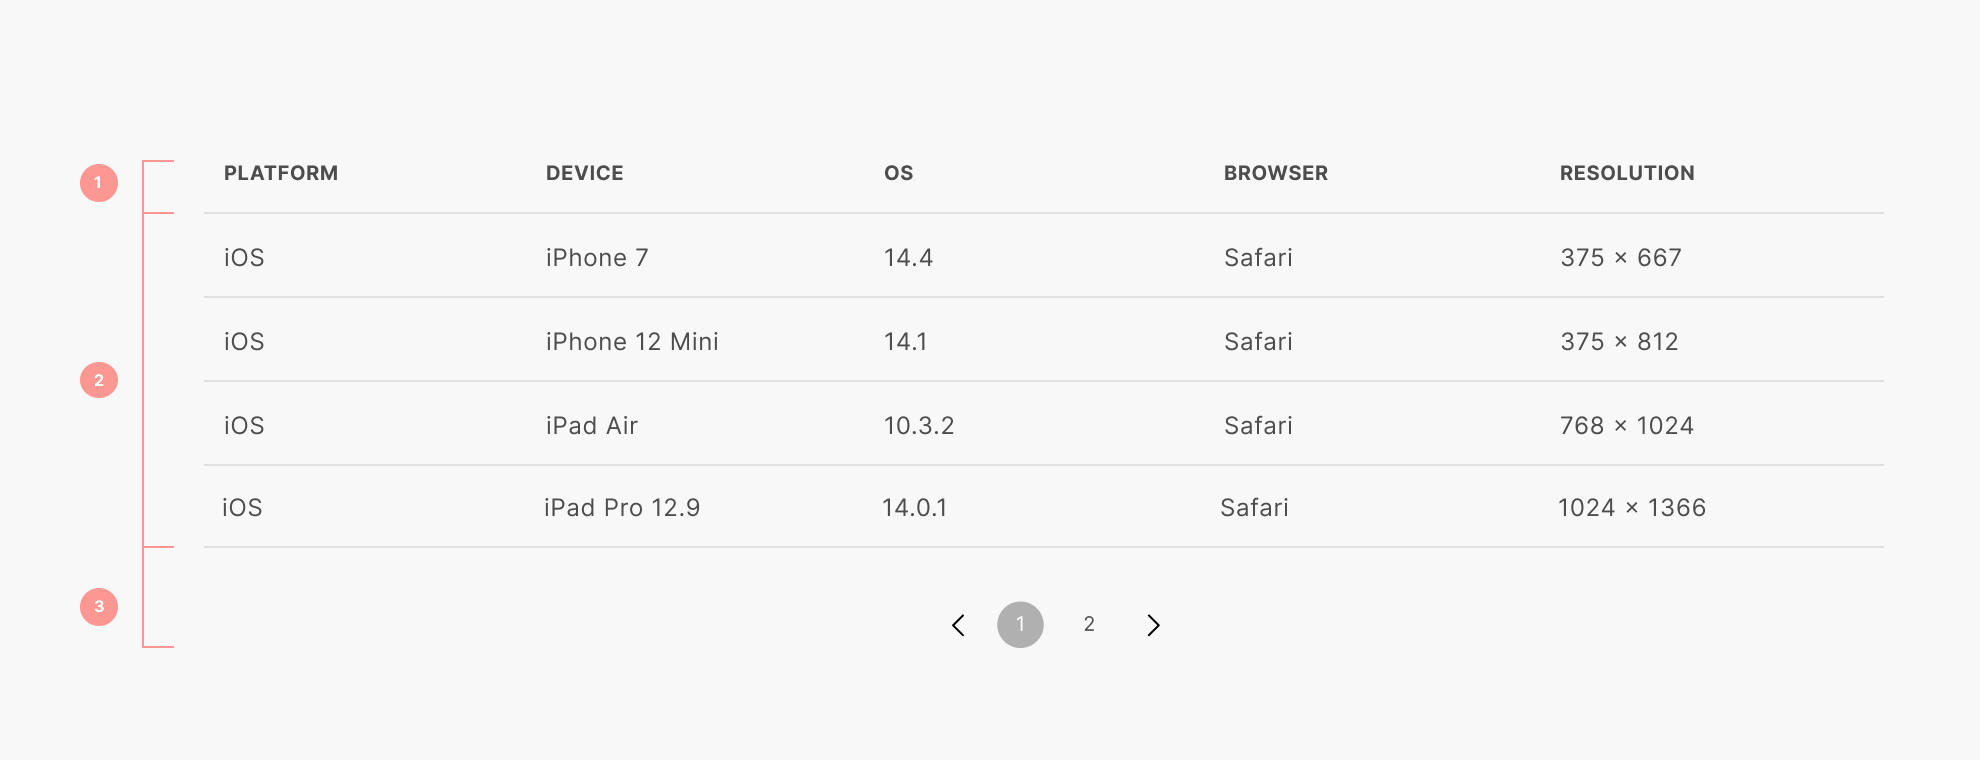 1 PLATFORM DEVICE OS BROWSER RESOLUTION
iOS iPhone 7 14.4 Safari 375 × 667
iOS iPhone 12 Mini 14.1 Safari 375 × 812
2
iOS iPad Air 10.3.2 Safari 768 × 1024
iOS iPad Pro 12.9 14.0.1 Safari 1024 × 1366
3
1 2